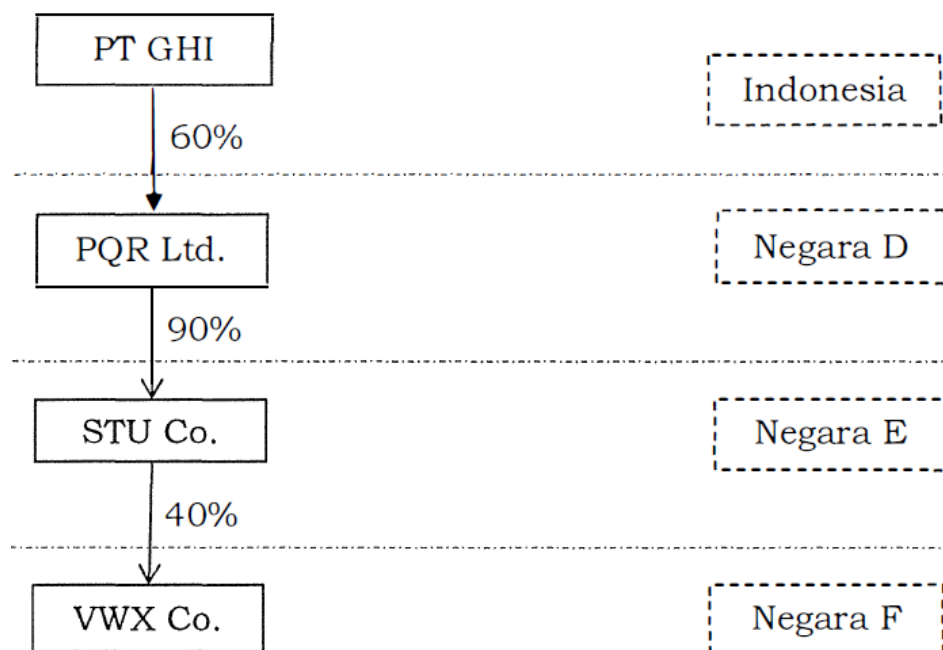 PT GHI
Indonesia
60%
PQR Ltd.
Negara D
90%
STU Co.
Negara E
40%
VWX Co.
Negara F